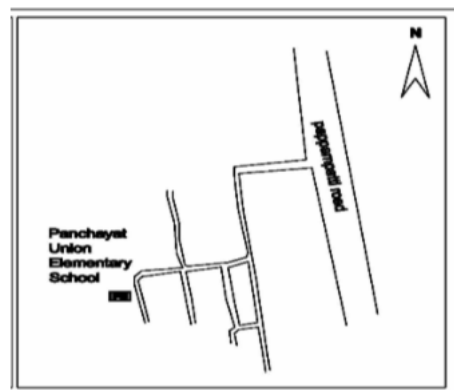 N
pappampatti road
Panchayat
Union
Elementary
School